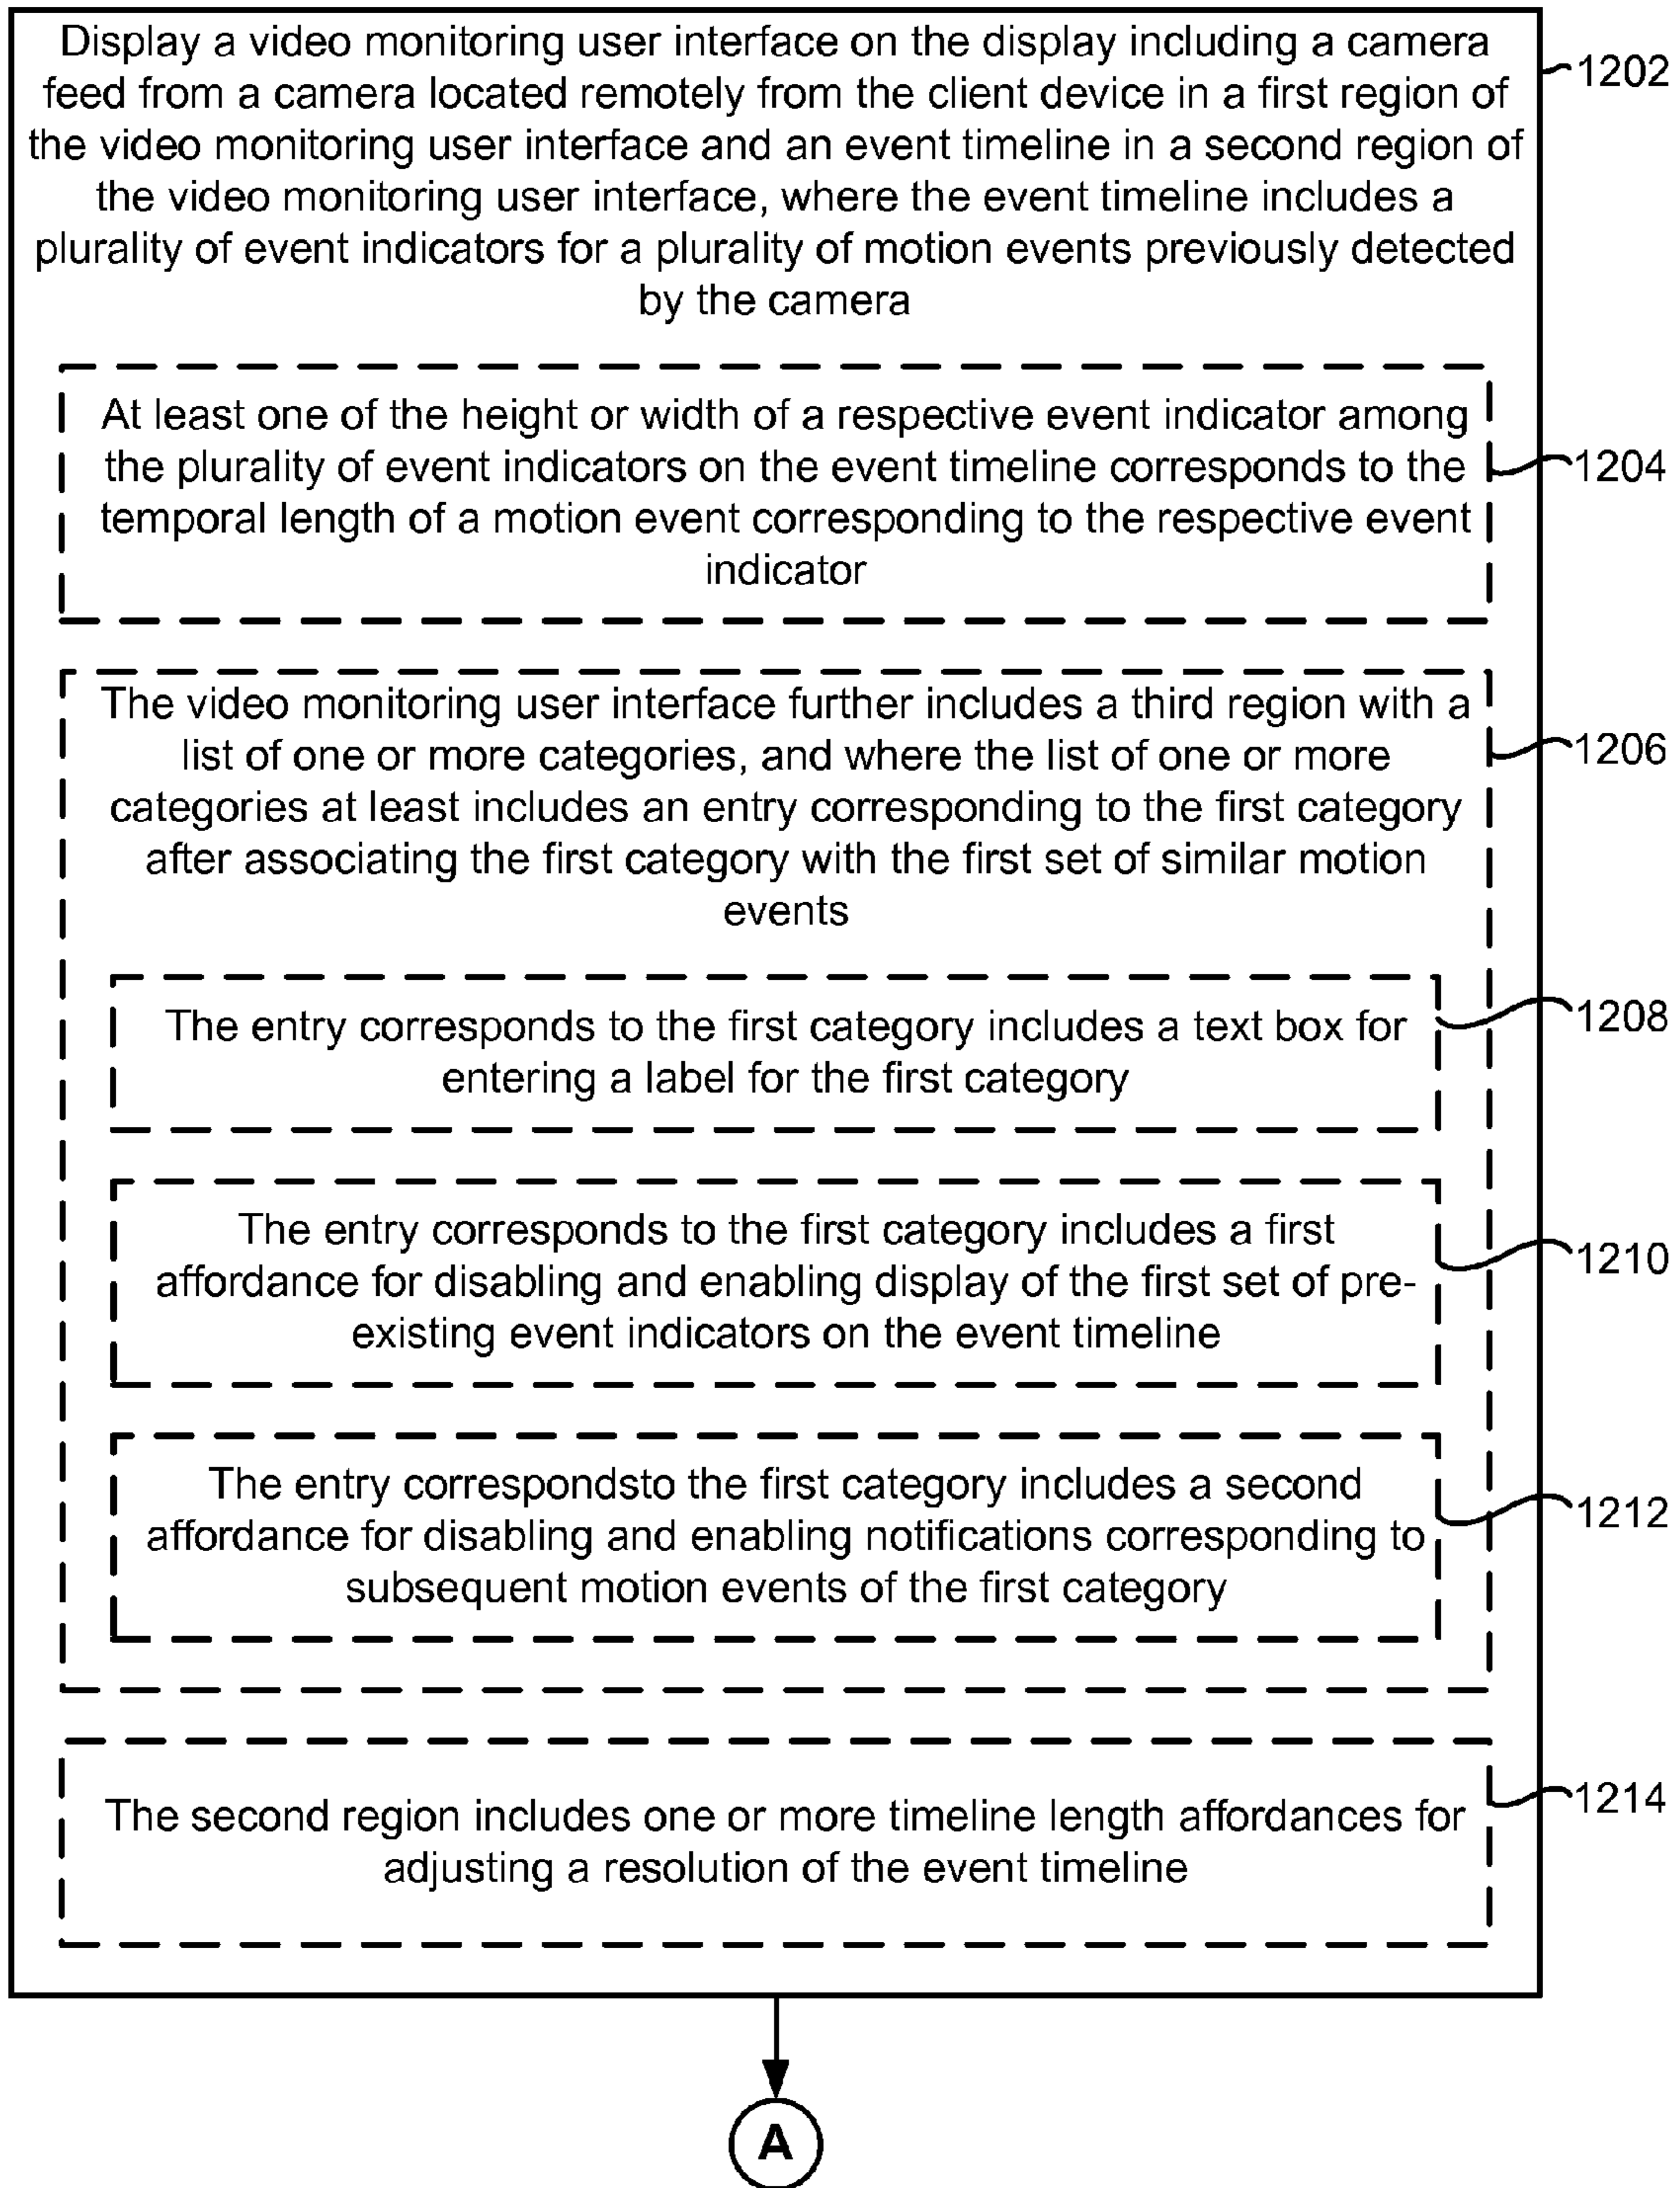 Display a video monitoring user interface on the display including a camera
feed from a camera located remotely from the client device in a first region of
the video monitoring user interface and an event timeline in a second region of
the video monitoring user interface, where the event timeline includes a
plurality of event indicators for a plurality of motion events previously detected
by the camera
1202
At least one of the height or width of a respective event indicator among
the plurality of event indicators on the event timeline corresponds to the
temporal length of a motion event corresponding to the respective event
indicator
1204
The video monitoring user interface further includes a third region with a
list of one or more categories, and where the list of one or more
categories at least includes an entry corresponding to the first category
after associating the first category with the first set of similar motion
events
1206
The entry corresponds to the first category includes a text box for
entering a label for the first category
1208
The entry corresponds to the first category includes a first
affordance for disabling and enabling display of the first set of pre-
existing event indicators on the event timeline
1210
The entry correspondsto the first category includes a second
affordance for disabling and enabling notifications corresponding to
subsequent motion events of the first category
1212
The second region includes one or more timeline length affordances for
adjusting a resolution of the event timeline
1214
A